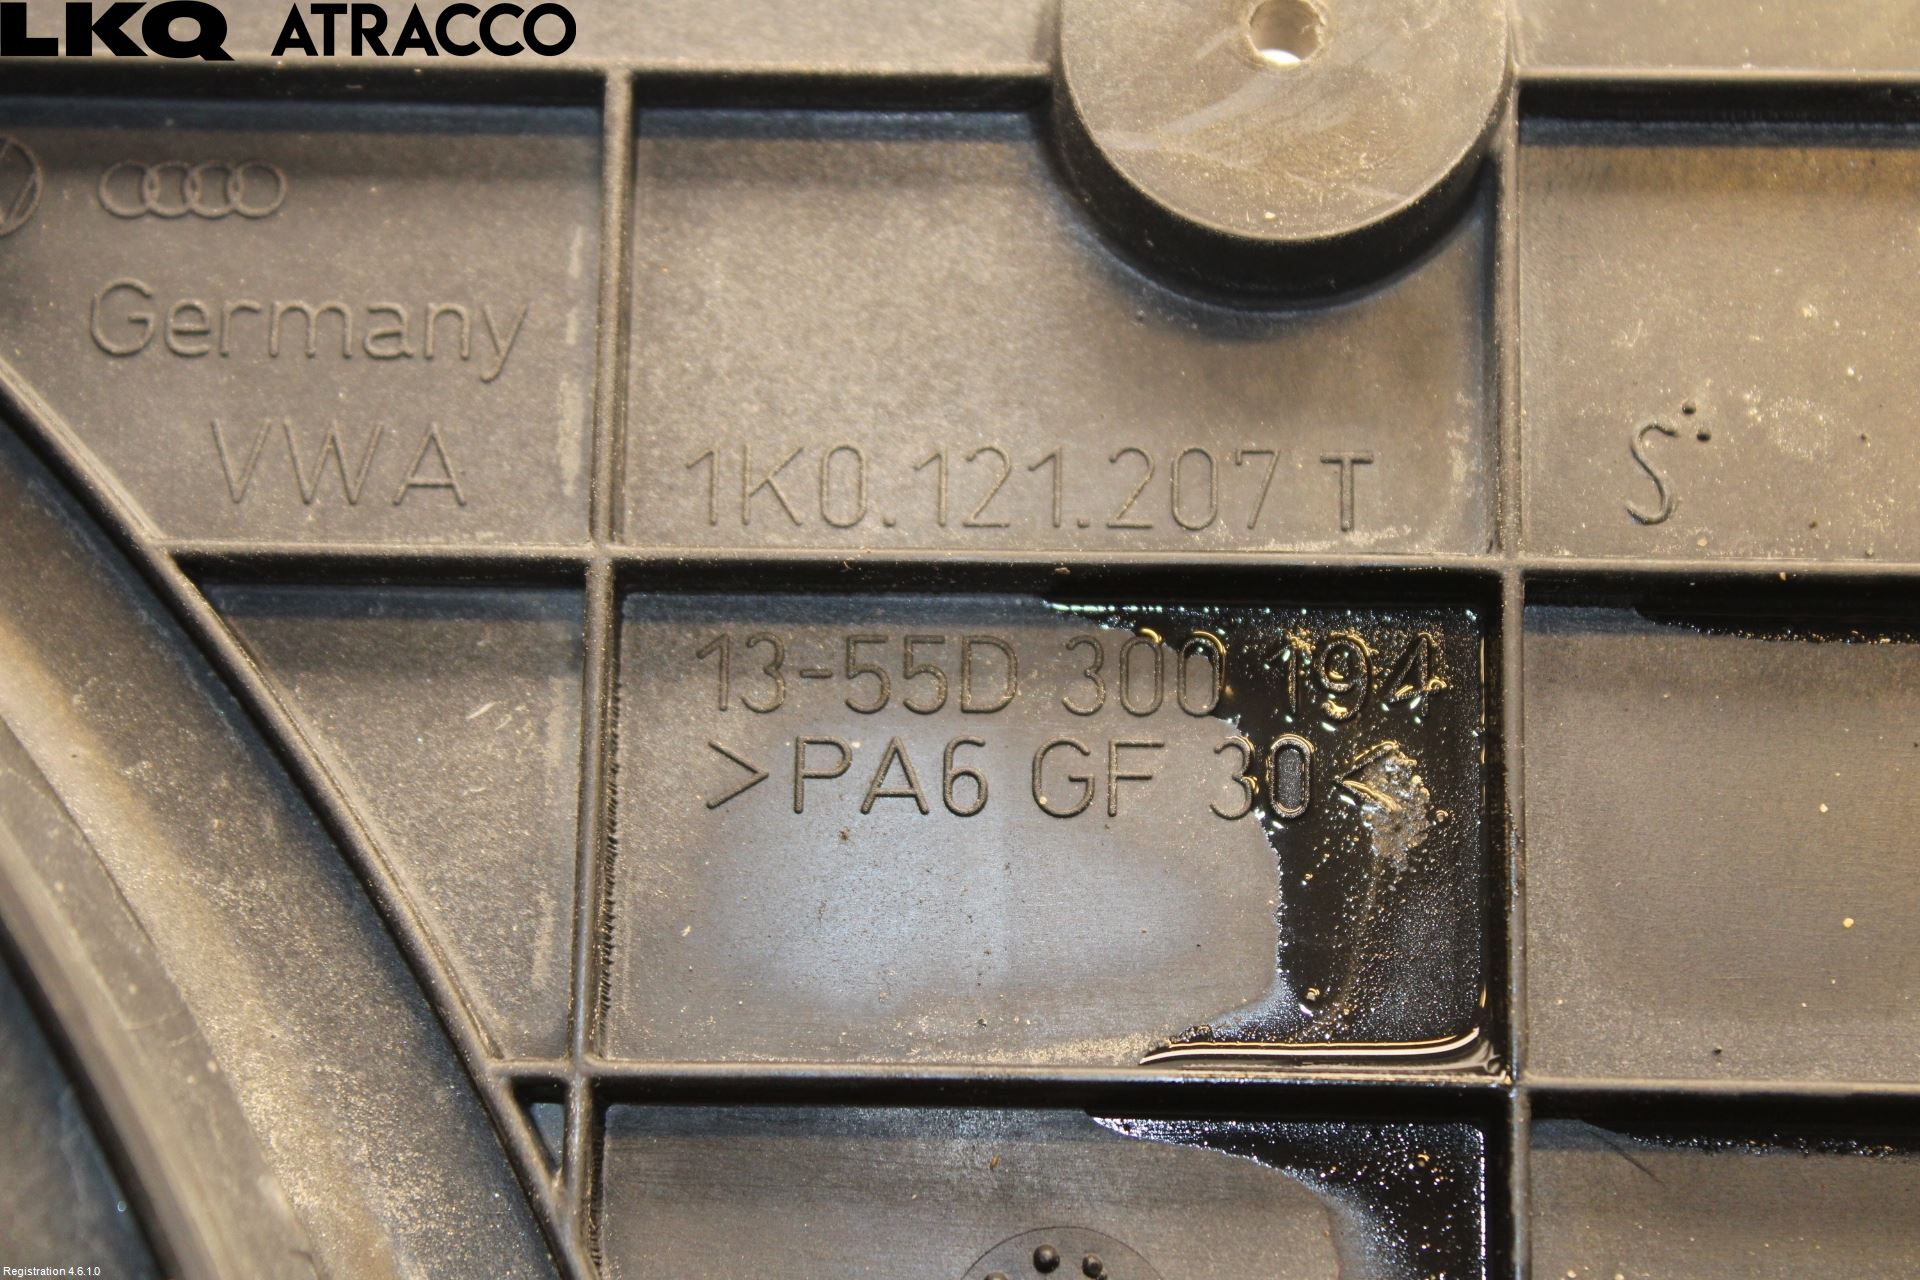 LKQ ATRACCO
Germany
VWA
1K0.121.207 T
S
13-55D 300 194
>PA6 GF 30<
Registration 4.6.1.0